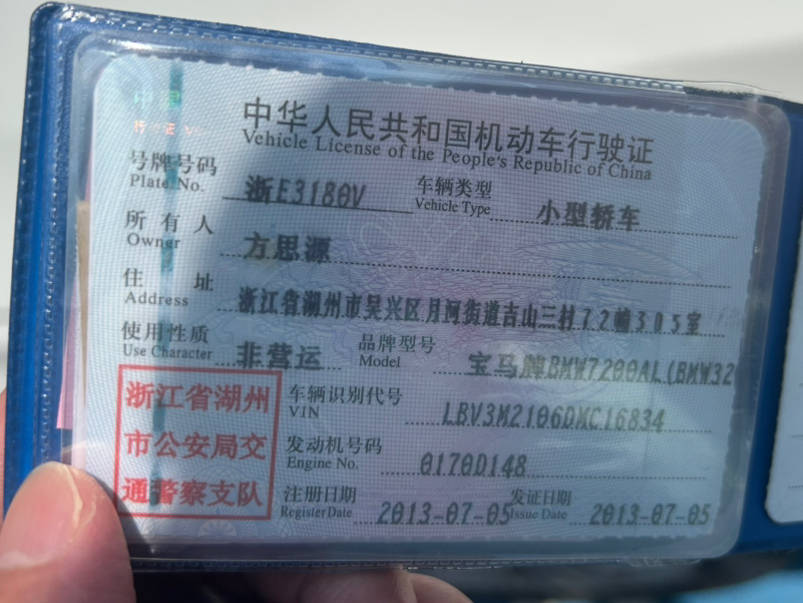 中华人民共和国机动车行驶证
Vehicle License of the People's Republic of China
号牌号码 浙E3180V 车辆类型 小型轿车
Plate No. Vehicle Type
所有人 方思源
Owner
住址 浙江省湖州市吴兴区月河街道吉山三村72幢305室
Address
使用性质 非营运 品牌型号 宝马牌BMW7200AL(BMW32
Use Character Model
浙江省湖州
市公安局交
通警察支队
车辆识别代号 LBV3M2106DMC16834
VIN
发动机号码 0170D148
Engine No.
注册日期 2013-07-05 发证日期 2013-07-05
Register Date Issue Date